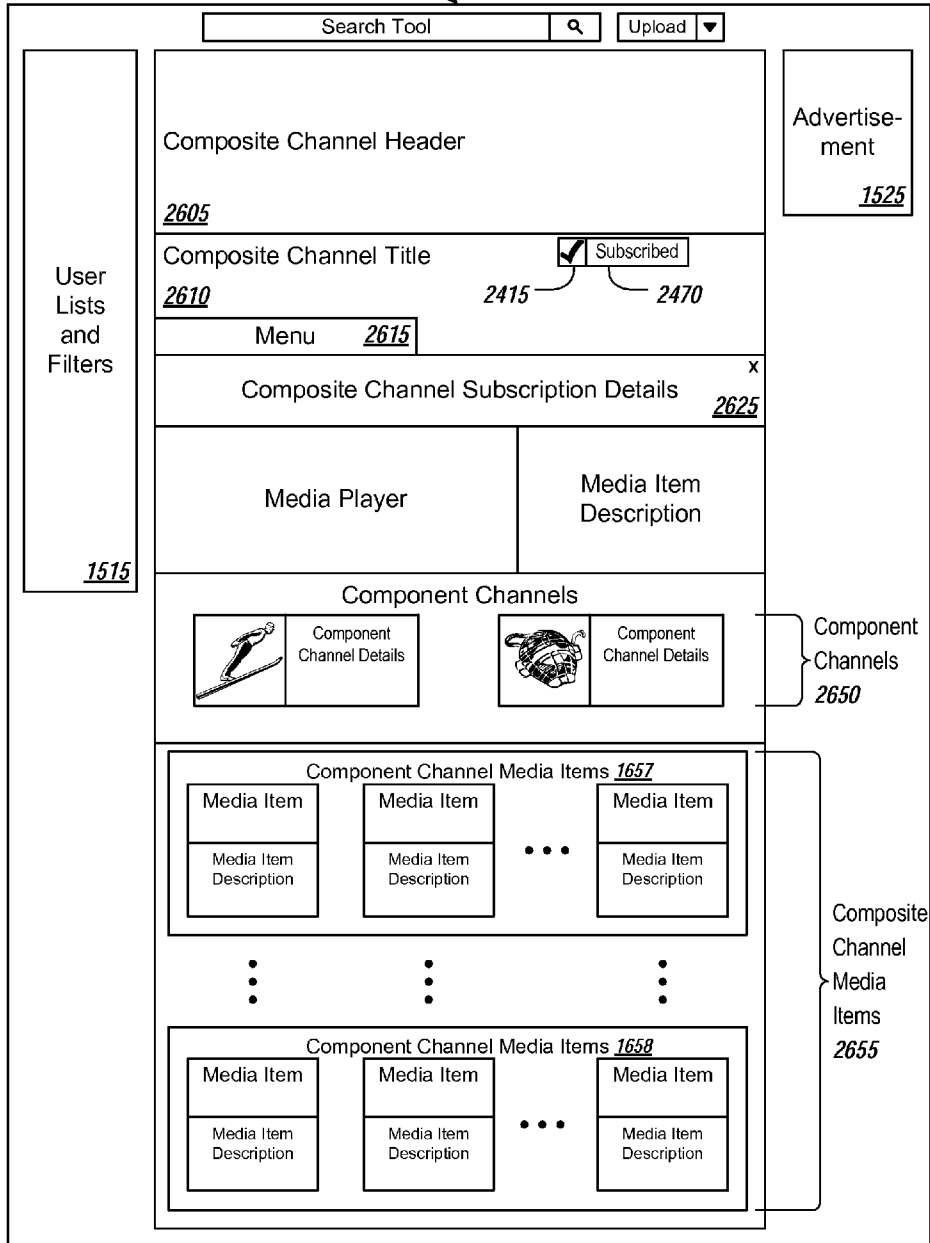 Search Tool
Upload
User
Lists
and
Filters
1515
Composite Channel Header
2605
Advertise-
ment
1525
Composite Channel Title
2610
Subscribed
2415
2470
Menu 2615
x
Composite Channel Subscription Details
2625
Media Player
Media Item
Description
Component Channels
Component
Channel Details
Component
Channel Details
Component
Channels
2650
Component Channel Media Items 1657
Media Item
Media Item
Description
Media Item
Media Item
Description
Media Item
Media Item
Description
Composite
Channel
Media
Items
2655
Component Channel Media Items 1658
Media Item
Media Item
Description
Media Item
Media Item
Description
Media Item
Media Item
Description